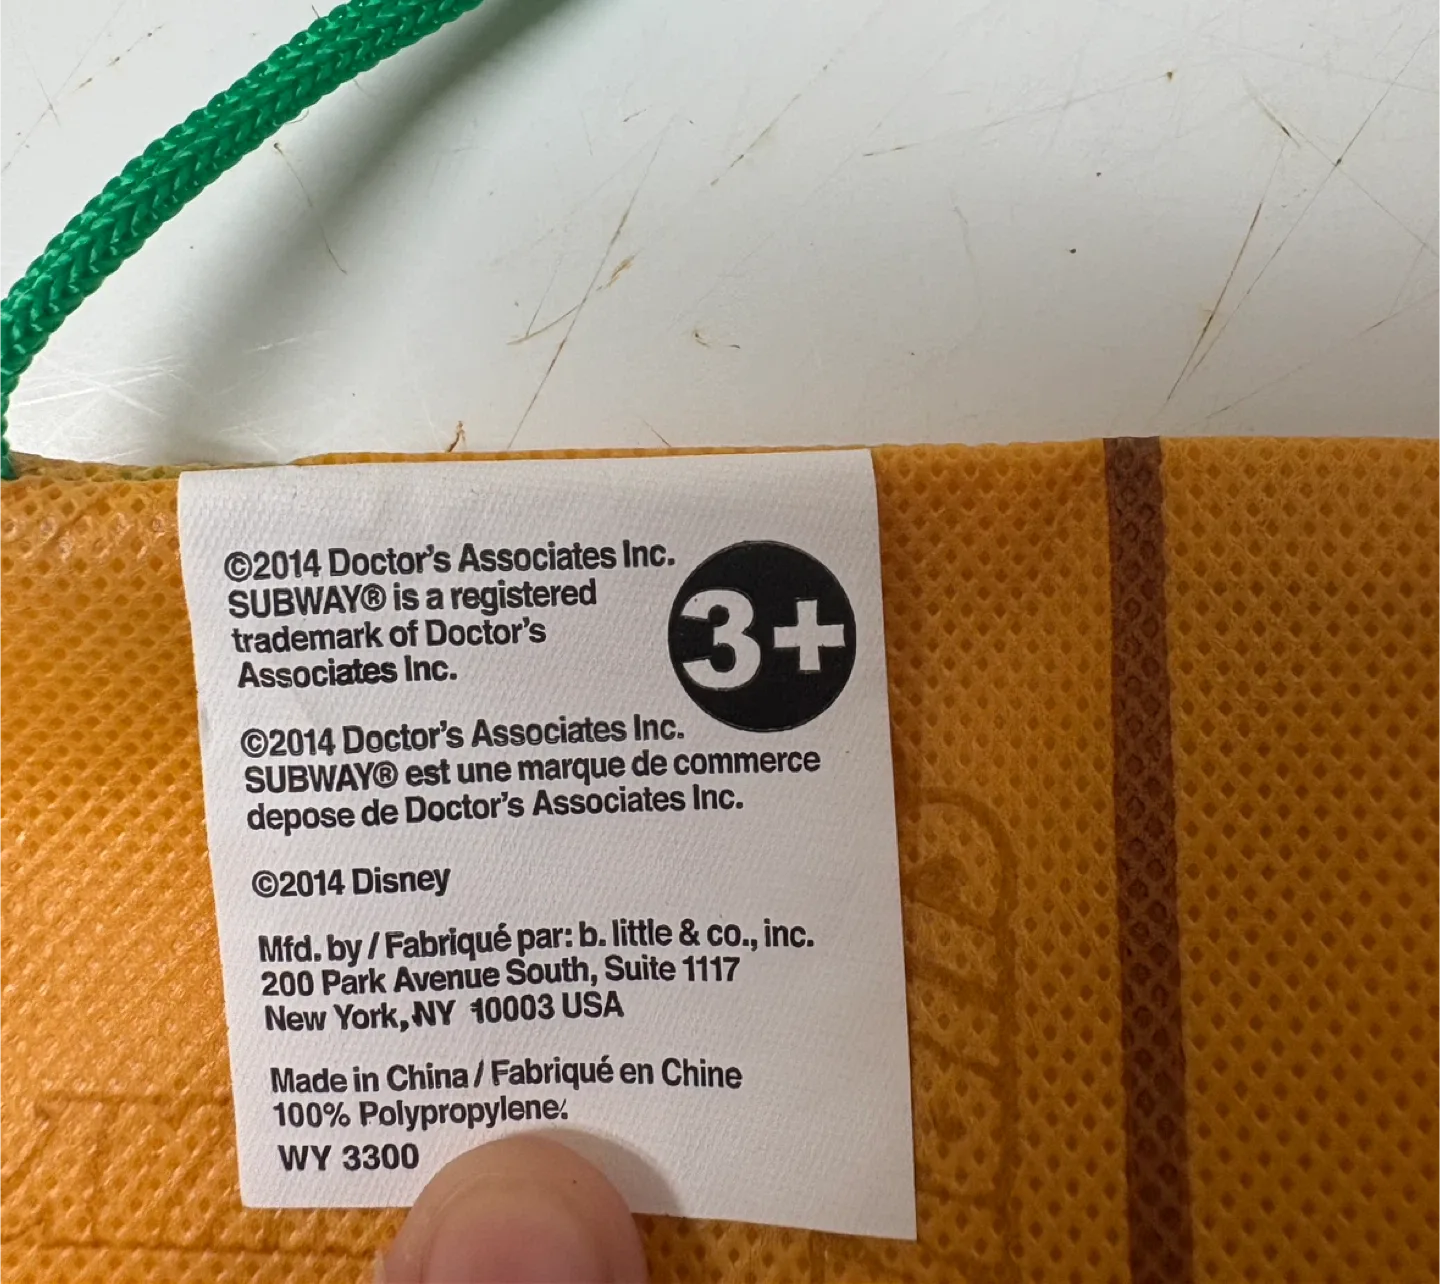 ©2014 Doctor's Associates Inc.
SUBWAY® is a registered
trademark of Doctor's
Associates Inc.
3+
©2014 Doctor's Associates Inc.
SUBWAY® est une marque de commerce
depose de Doctor's Associates Inc.
©2014 Disney
Mfd. by / Fabriqué par: b. little & co., inc.
200 Park Avenue South, Suite 1117
New York, NY 10003 USA
Made in China / Fabriqué en Chine
100% Polypropylene.
WY 3300